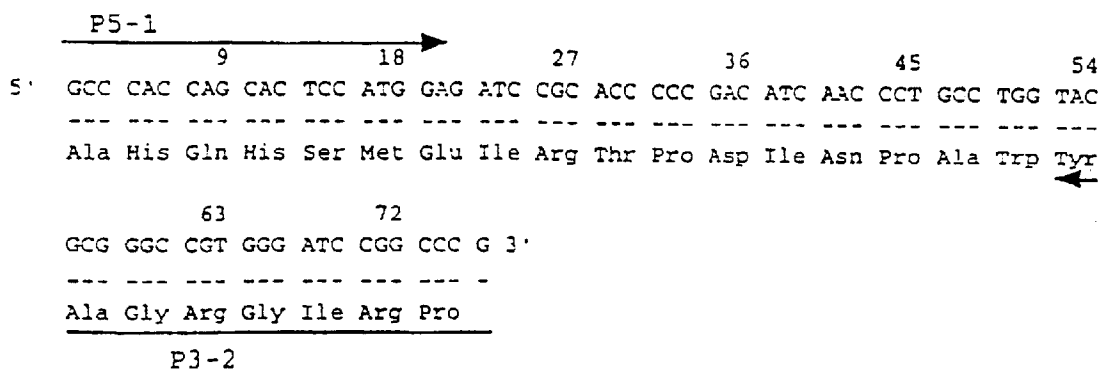 P5-1
9 18 27 36 45 54
5' GCC CAC CAG CAC TCC ATG GAG ATC CGC ACC CCC GAC ATC AAC CCT GCC TGG TAC
--- --- --- --- --- --- --- --- --- --- --- --- --- --- --- --- --- ---
Ala His Gln His Ser Met Glu Ile Arg Thr Pro Asp Ile Asn Pro Ala Trp Tyr
63 72
GCG GGC CGT GGG ATC CGG CCC G 3'
--- --- --- --- --- --- --- -
Ala Gly Arg Gly Ile Arg Pro
P3-2